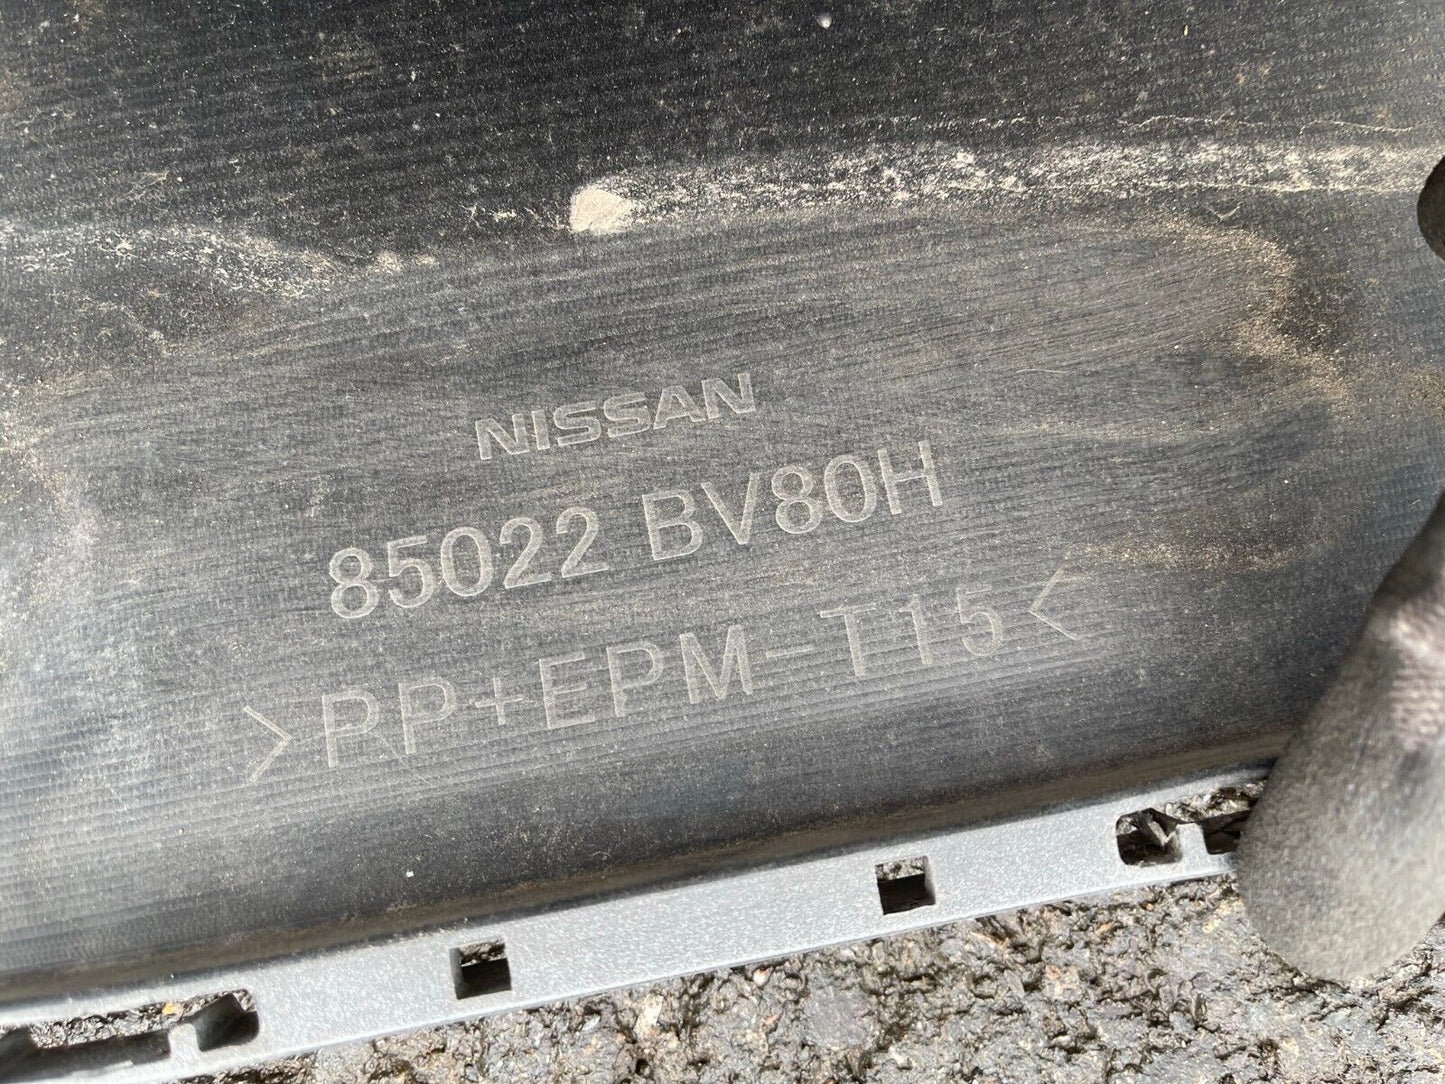 NISSAN
85022 BV80H
>PP+EPM-T15<